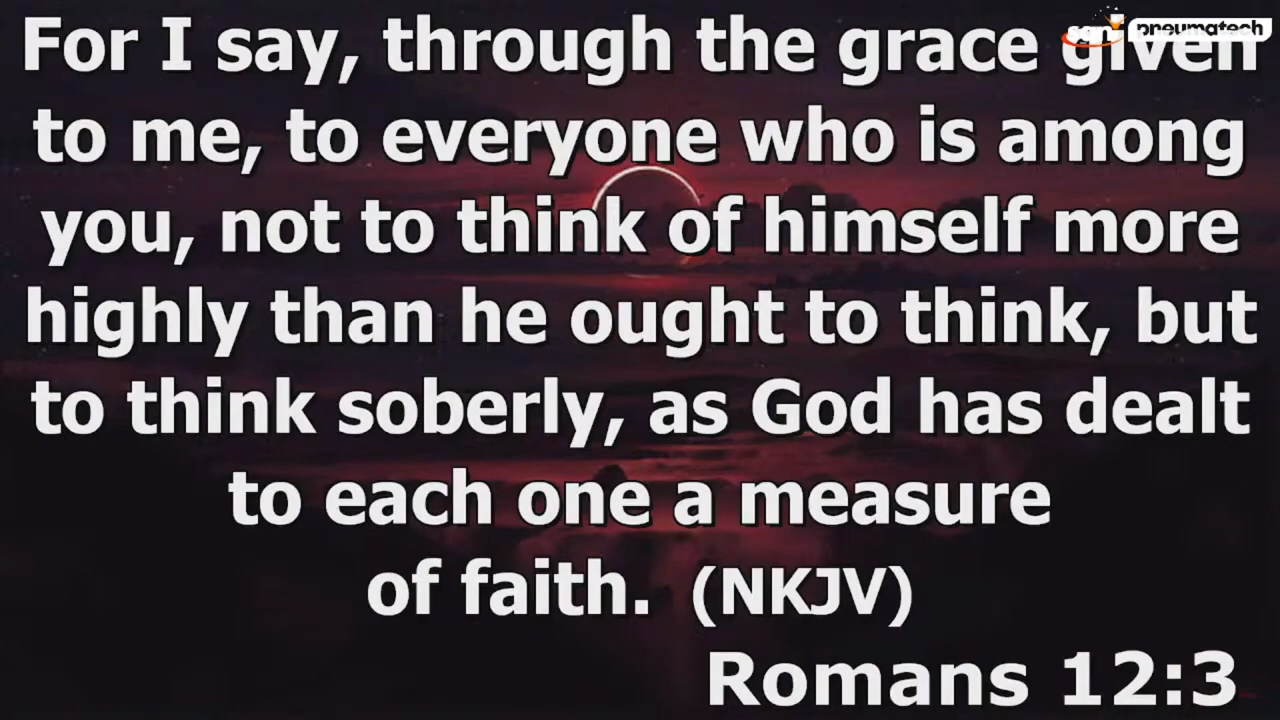 For I say, through the grace given
to me, to everyone who is among
you, not to think of himself more
highly than he ought to think, but
to think soberly, as God has dealt
to each one a measure
of faith. (NKJV)
Romans 12:3
pneumatech